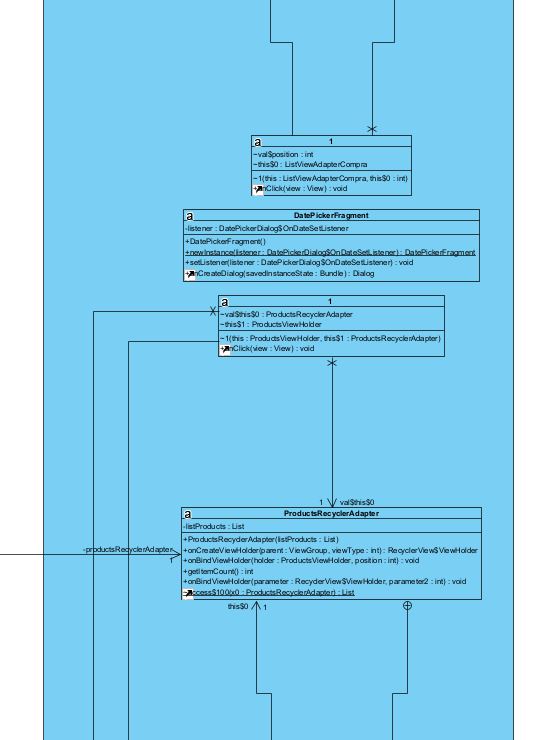 a
1
~val$position : int
~this$0 : ListViewAdapterCompra
~1(this : ListViewAdapterCompra, this$0 : int)
+onClick(view : View) : void
a
DatePickerFragment
-listener : DatePickerDialog$OnDateSetListener
+DatePickerFragment()
+newInstance(listener : DatePickerDialog$OnDateSetListener) : DatePickerFragment
+setListener(listener : DatePickerDialog$OnDateSetListener) : void
+onCreateDialog(savedInstanceState : Bundle) : Dialog
a
1
~val$this$0 : ProductsRecyclerAdapter
~this$1 : ProductsViewHolder
~1(this : ProductsViewHolder, this$1 : ProductsRecyclerAdapter)
+onClick(view : View) : void
1 val$this$0
a
ProductsRecyclerAdapter
-listProducts : List
+ProductsRecyclerAdapter(listProducts : List)
+onCreateViewHolder(parent : ViewGroup, viewType : int) : RecyclerView$ViewHolder
+onBindViewHolder(holder : ProductsViewHolder, position : int) : void
+getItemCount() : int
+onBindViewHolder(parameter : RecyclerView$ViewHolder, parameter2 : int) : void
~access$100(x0 : ProductsRecyclerAdapter) : List
-productsRecyclerAdapter
1
this$0 1